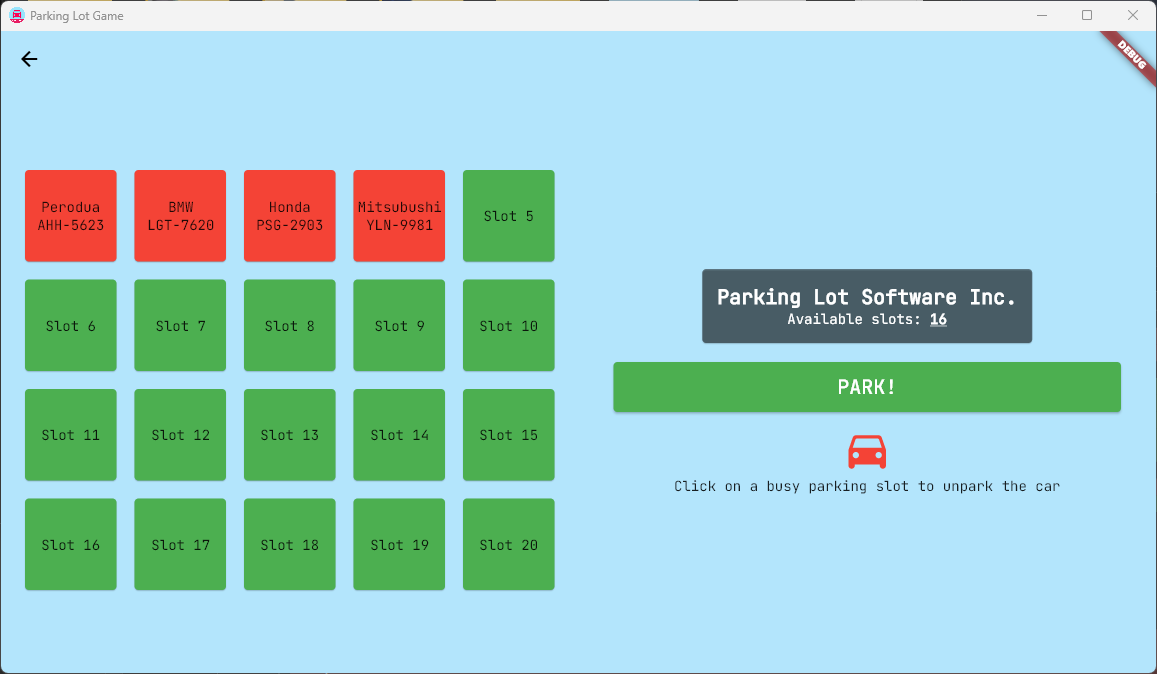 Parking Lot Game
DEBUG
Perodua
AHH-5623
BMW
LGT-7620
Honda
PSG-2903
Mitsubushi
YLN-9981
Slot 5
Slot 6
Slot 7
Slot 8
Slot 9
Slot 10
Slot 11
Slot 12
Slot 13
Slot 14
Slot 15
Slot 16
Slot 17
Slot 18
Slot 19
Slot 20
Parking Lot Software Inc.
Available slots: 16
PARK!
Click on a busy parking slot to unpark the car